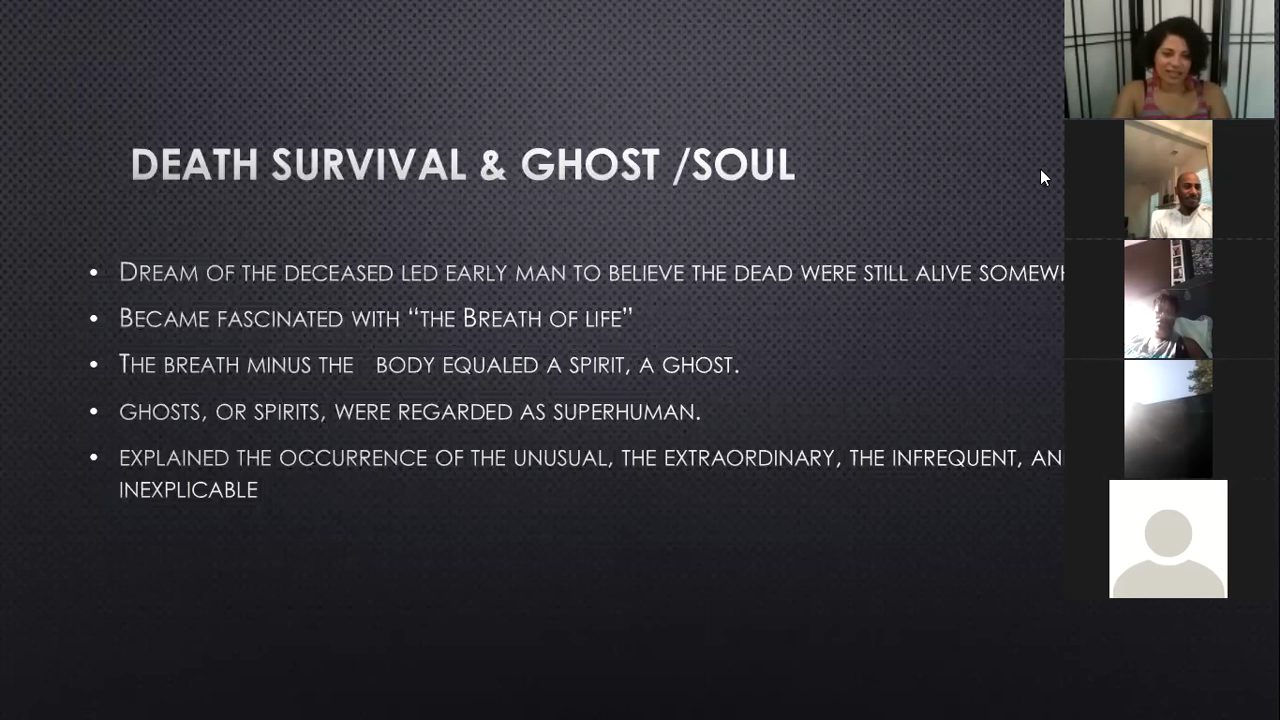 DEATH SURVIVAL & GHOST /SOUL
• DREAM OF THE DECEASED LED EARLY MAN TO BELIEVE THE DEAD WERE STILL ALIVE
• BECAME FASCINATED WITH “THE BREATH OF LIFE”
• THE BREATH MINUS THE BODY EQUALED A SPIRIT, A GHOST.
• GHOSTS, OR SPIRITS, WERE REGARDED AS SUPERHUMAN.
• EXPLAINED THE OCCURRENCE OF THE UNUSUAL, THE EXTRAORDINARY, THE INFREQUENT,
INEXPLICABLE